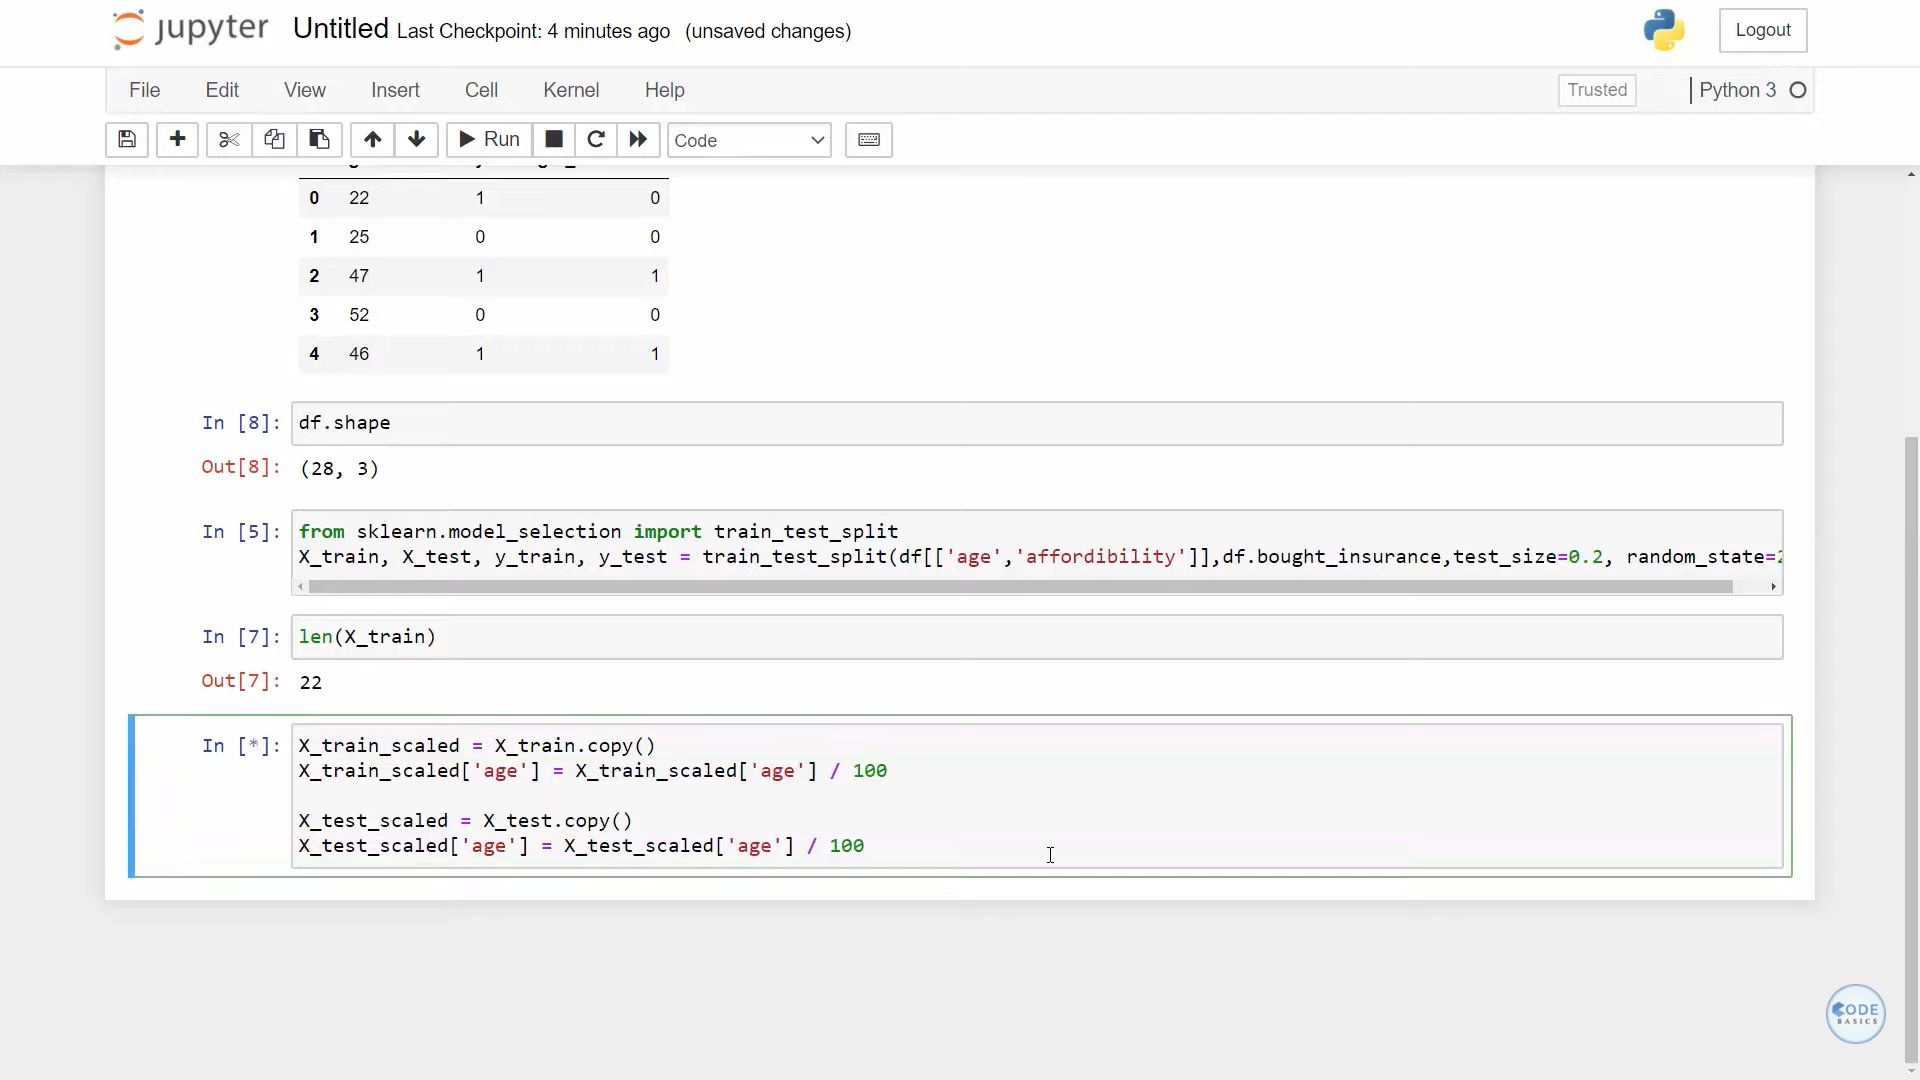 jupyter Untitled Last Checkpoint: 4 minutes ago (unsaved changes) Logout
File Edit View Insert Cell Kernel Help Trusted Python 3
Run Code
0 22 1 0
1 25 0 0
2 47 1 1
3 52 0 0
4 46 1 1
In [8]: df.shape
Out[8]: (28, 3)
In [5]: from sklearn.model_selection import train_test_split
X_train, X_test, y_train, y_test = train_test_split(df[['age','affordibility']],df.bought_insurance,test_size=0.2, random_state=
In [7]: len(X_train)
Out[7]: 22
In [*]: X_train_scaled = X_train.copy()
X_train_scaled['age'] = X_train_scaled['age'] / 100
X_test_scaled = X_test.copy()
X_test_scaled['age'] = X_test_scaled['age'] / 100
CODE
BASICS